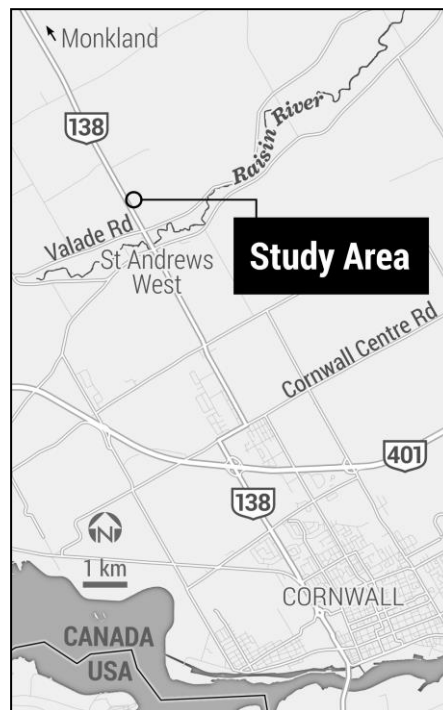 Monkland
138
Raisin River
Valade Rd
St Andrews
West
Study Area
Cornwall Centre Rd
401
138
N
1 km
CORNWALL
CANADA
USA